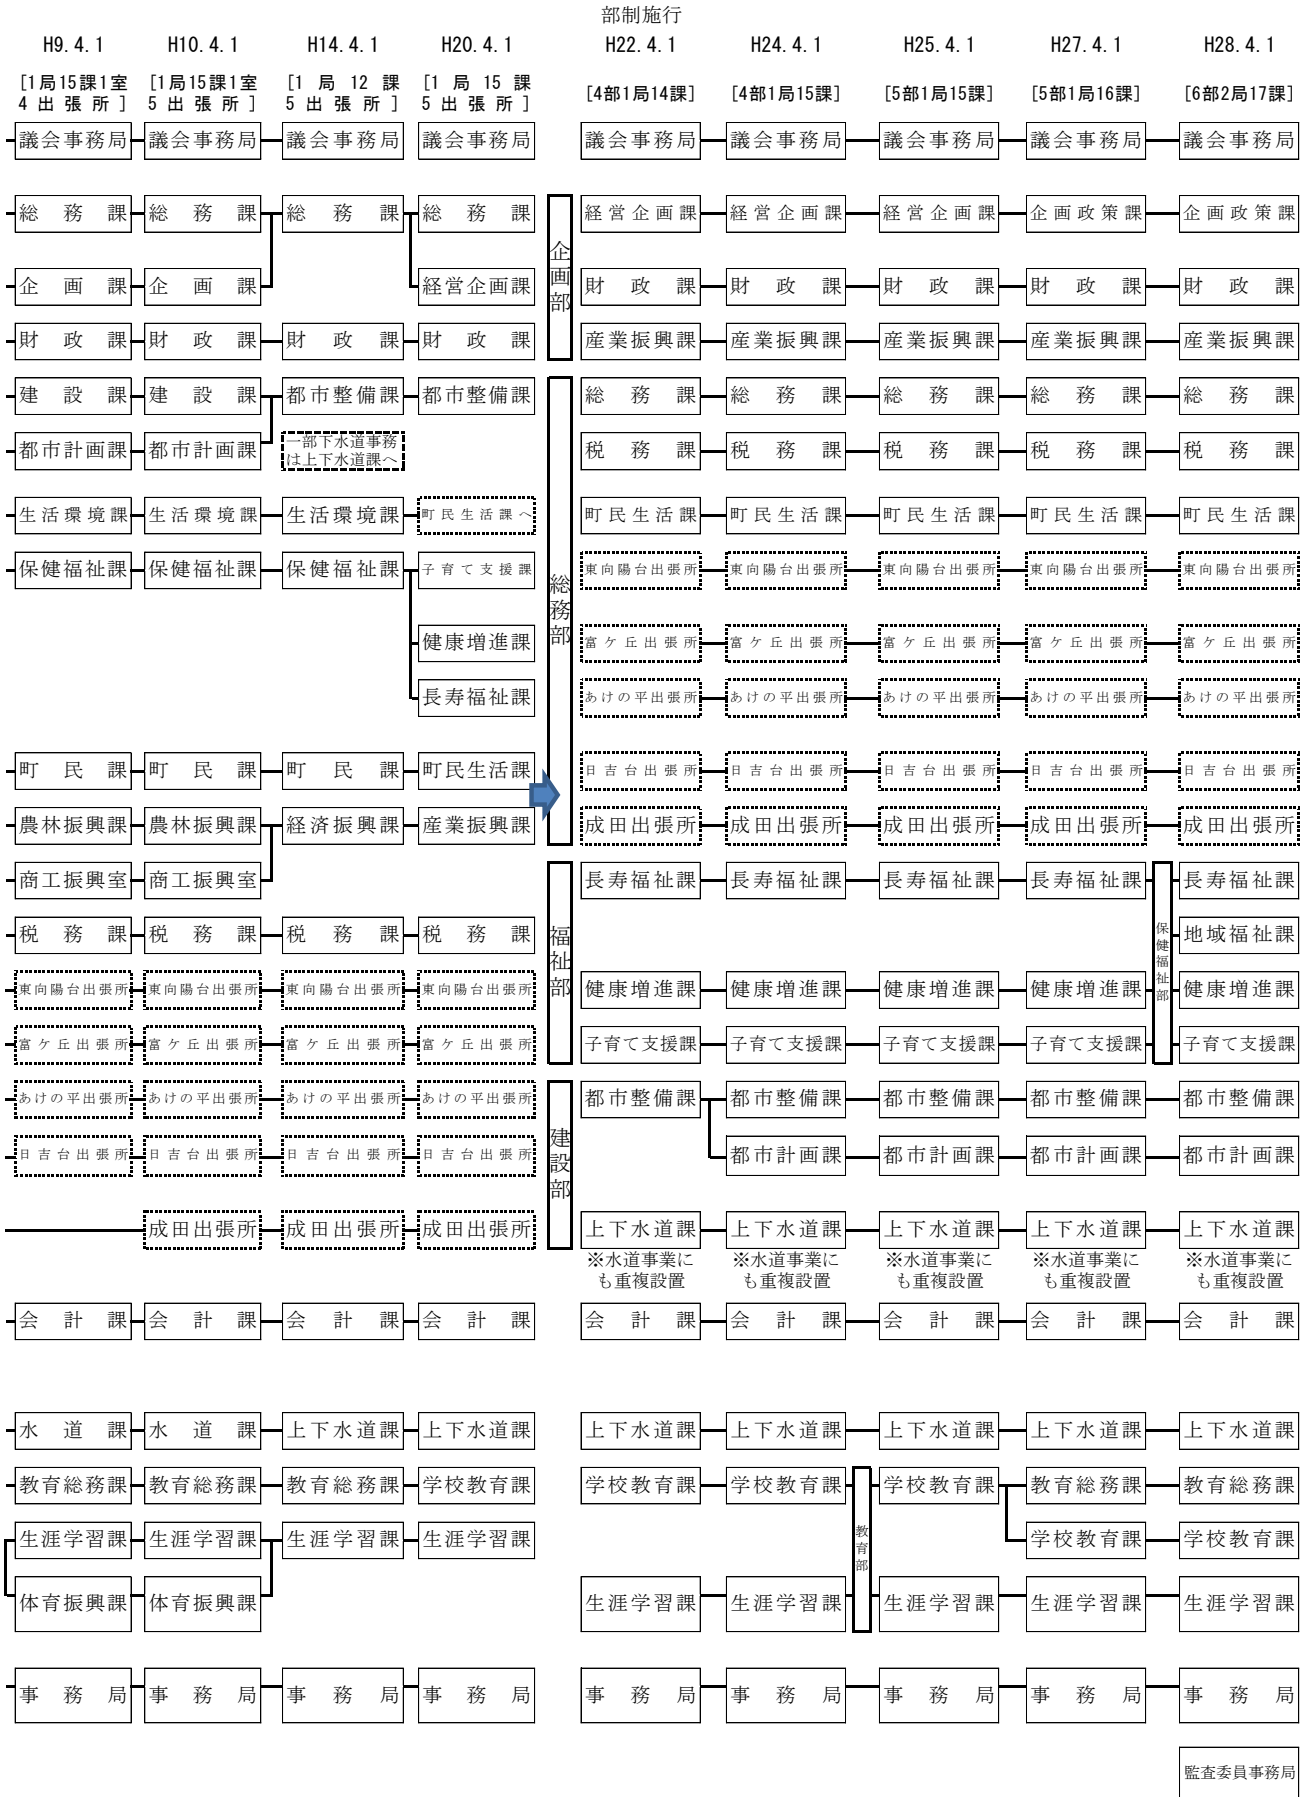 部制施行
H9.4.1 H10.4.1 H14.4.1 H20.4.1 H22.4.1 H24.4.1 H25.4.1 H27.4.1 H28.4.1
[1局15課1室 [1局15課1室 [1局12課 [1局15課 [4部1局14課] [4部1局15課] [5部1局15課] [5部1局16課] [6部2局17課]
4出張所] 5出張所] 5出張所] 5出張所]
議会事務局 議会事務局 議会事務局 議会事務局 議会事務局 議会事務局 議会事務局 議会事務局 議会事務局
総務課 総務課 総務課 総務課 経営企画課 経営企画課 経営企画課 企画政策課 企画政策課
企画部
企画課 企画課 経営企画課 財政課 財政課 財政課 財政課 財政課
財政課 財政課 財政課 財政課 産業振興課 産業振興課 産業振興課 産業振興課 産業振興課
建設課 建設課 都市整備課 都市整備課 総務課 総務課 総務課 総務課 総務課
都市計画課 都市計画課 一部下水道事務 税務課 税務課 税務課 税務課 税務課
は上下水道課へ
生活環境課 生活環境課 生活環境課 町民生活課へ 町民生活課 町民生活課 町民生活課 町民生活課 町民生活課
保健福祉課 保健福祉課 保健福祉課 子育て支援課 東向陽台出張所 東向陽台出張所 東向陽台出張所 東向陽台出張所 東向陽台出張所
総務部
健康増進課 富ケ丘出張所 富ケ丘出張所 富ケ丘出張所 富ケ丘出張所 富ケ丘出張所
長寿福祉課 あけの平出張所 あけの平出張所 あけの平出張所 あけの平出張所 あけの平出張所
町民課 町民課 町民課 町民生活課 日吉台出張所 日吉台出張所 日吉台出張所 日吉台出張所 日吉台出張所
農林振興課 農林振興課 経済振興課 産業振興課 成田出張所 成田出張所 成田出張所 成田出張所 成田出張所
商工振興室 商工振興室 長寿福祉課 長寿福祉課 長寿福祉課 長寿福祉課 長寿福祉課
税務課 税務課 税務課 税務課 福祉部 保健福祉部 地域福祉課
東向陽台出張所 東向陽台出張所 東向陽台出張所 東向陽台出張所 健康増進課 健康増進課 健康増進課 健康増進課 健康増進課
富ケ丘出張所 富ケ丘出張所 富ケ丘出張所 富ケ丘出張所 子育て支援課 子育て支援課 子育て支援課 子育て支援課 子育て支援課
あけの平出張所 あけの平出張所 あけの平出張所 あけの平出張所 都市整備課 都市整備課 都市整備課 都市整備課 都市整備課
日吉台出張所 日吉台出張所 日吉台出張所 日吉台出張所 建設部 都市計画課 都市計画課 都市計画課 都市計画課
成田出張所 成田出張所 成田出張所 上下水道課 上下水道課 上下水道課 上下水道課 上下水道課
※水道事業に ※水道事業に ※水道事業に ※水道事業に ※水道事業に
も重複設置 も重複設置 も重複設置 も重複設置 も重複設置
会計課 会計課 会計課 会計課 会計課 会計課 会計課 会計課 会計課
水道課 水道課 上下水道課 上下水道課 上下水道課 上下水道課 上下水道課 上下水道課 上下水道課
教育総務課 教育総務課 教育総務課 学校教育課 学校教育課 学校教育課 学校教育課 教育総務課 教育総務課
生涯学習課 生涯学習課 生涯学習課 生涯学習課 教育部 学校教育課 学校教育課
体育振興課 体育振興課 生涯学習課 生涯学習課 生涯学習課 生涯学習課 生涯学習課
事務局 事務局 事務局 事務局 事務局 事務局 事務局 事務局 事務局
監査委員事務局